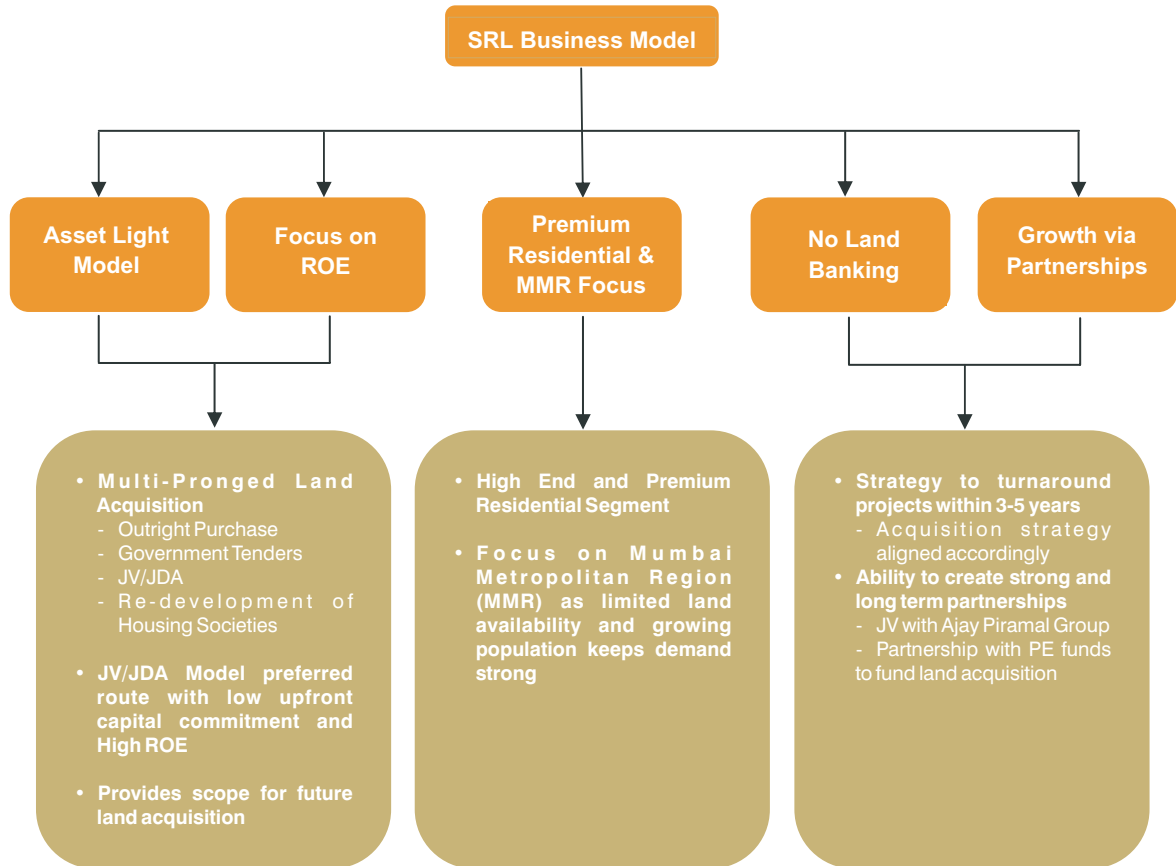 SRL Business Model
Asset Light
Model
Focus on
ROE
Premium
Residential &
MMR Focus
No Land
Banking
Growth via
Partnerships
• Multi-Pronged Land
Acquisition
- Outright Purchase
- Government Tenders
- JV/JDA
- Re-development of
Housing Societies
• JV/JDA Model preferred
route with low upfront
capital commitment and
High ROE
• Provides scope for future
land acquisition
• High End and Premium
Residential Segment
• Focus on Mumbai
Metropolitan Region
(MMR) as limited land
availability and growing
population keeps demand
strong
• Strategy to turnaround
projects within 3-5 years
- Acquisition strategy
aligned accordingly
• Ability to create strong and
long term partnerships
- JV with Ajay Piramal Group
- Partnership with PE funds
to fund land acquisition